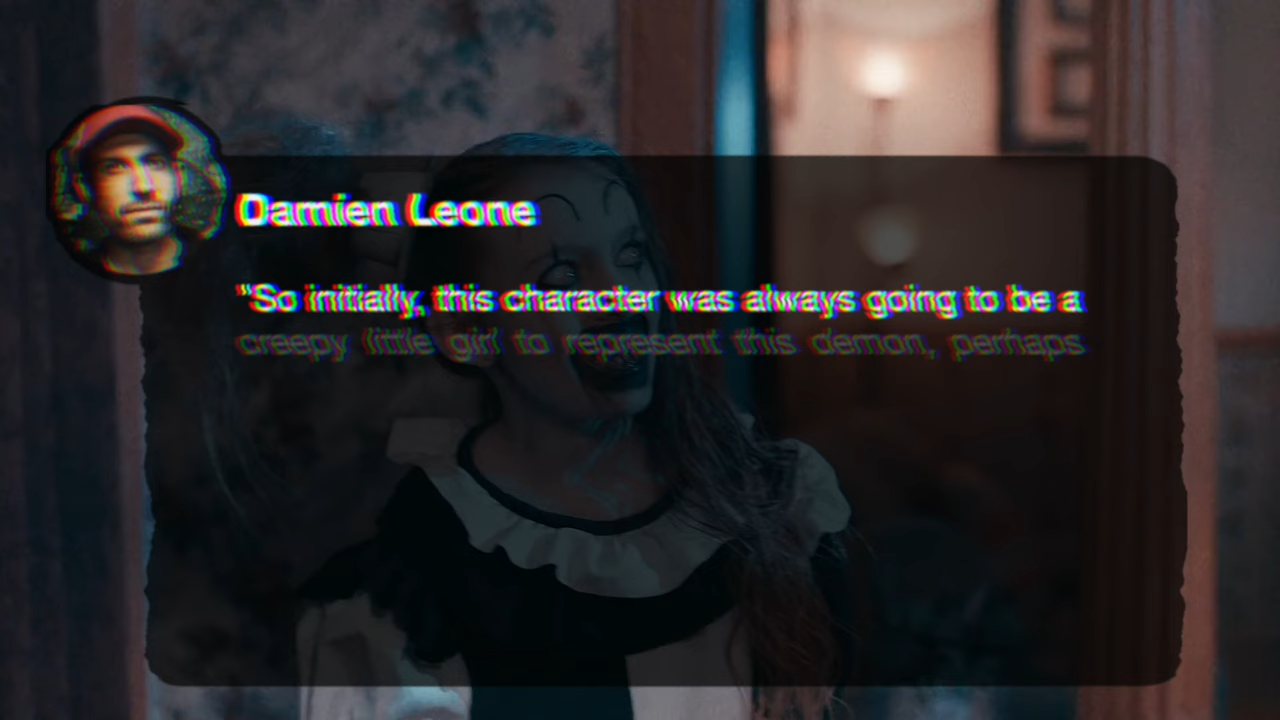 Damien Leone
"So initially, this character was always going to be a
creepy little girl to represent this demon, perhaps